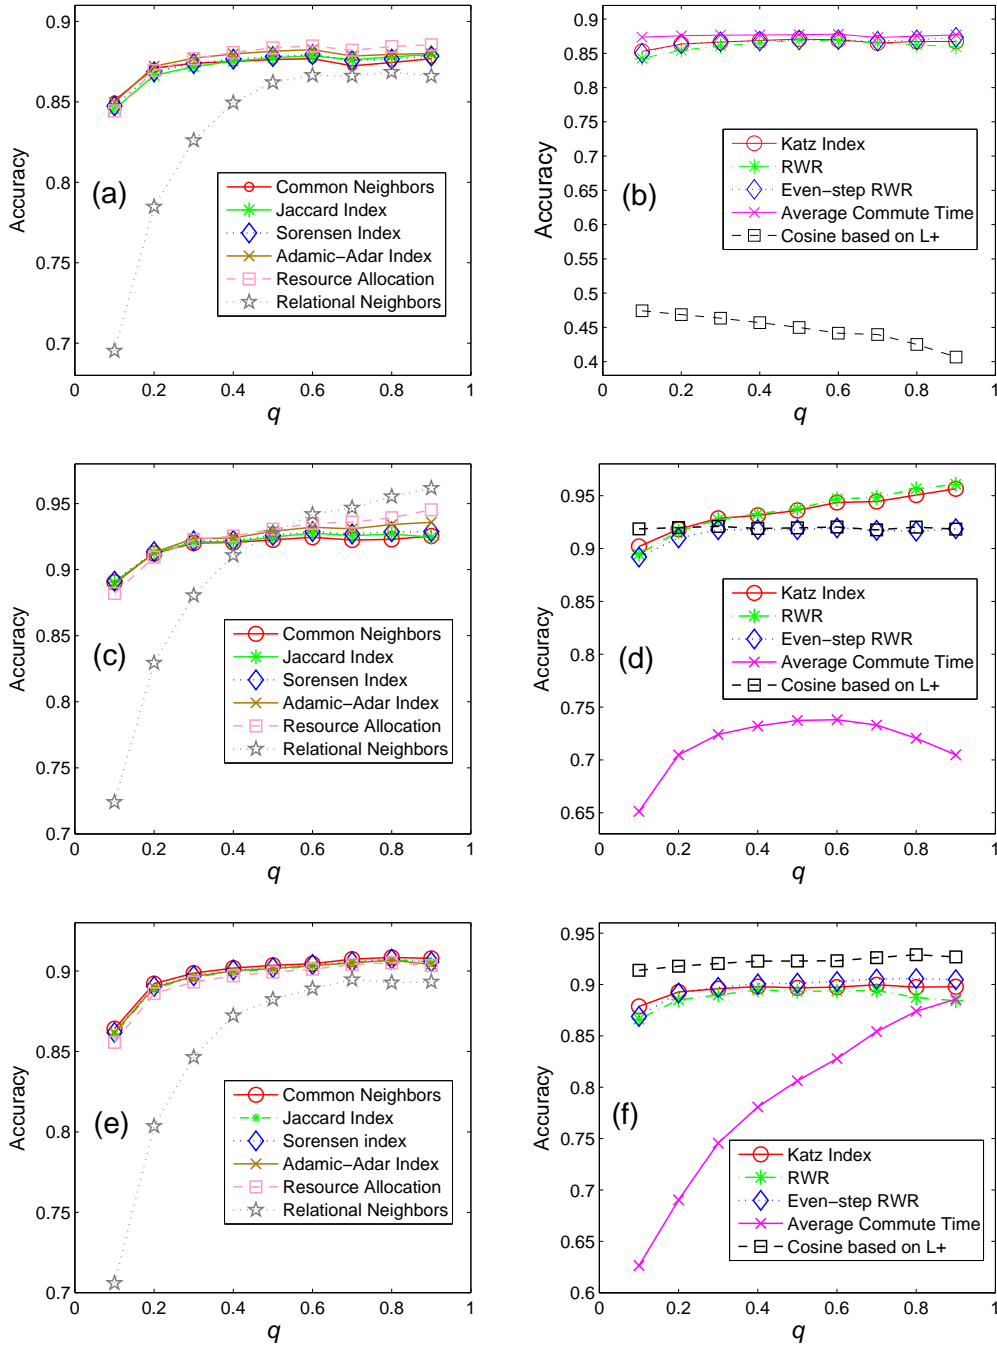 0.9
0.85
0.8
0.75
0.7
Accuracy
(a)
Common Neighbors
Jaccard Index
Sorensen Index
Adamic−Adar Index
Resource Allocation
Relational Neighbors
0 0.2 0.4 0.6 0.8 1
q
0.9
0.85
0.8
0.75
0.7
0.65
0.6
0.55
0.5
0.45
0.4
Accuracy
(b)
Katz Index
RWR
Even−step RWR
Average Commute Time
Cosine based on L+
0 0.2 0.4 0.6 0.8 1
q
0.95
0.9
0.85
0.8
0.75
0.7
Accuracy
(c)
Common Neighbors
Jaccard Index
Sorensen Index
Adamic−Adar Index
Resource Allocation
Relational Neighbors
0 0.2 0.4 0.6 0.8 1
q
0.95
0.9
0.85
0.8
0.75
0.7
0.65
Accuracy
(d)
Katz Index
RWR
Even−step RWR
Average Commute Time
Cosine based on L+
0 0.2 0.4 0.6 0.8 1
q
0.9
0.85
0.8
0.75
0.7
Accuracy
(e)
Common Neighbors
Jaccard Index
Sorensen index
Adamic−Adar Index
Resource Allocation
Relational Neighbors
0 0.2 0.4 0.6 0.8 1
q
0.95
0.9
0.85
0.8
0.75
0.7
0.65
0.6
Accuracy
(f)
Katz Index
RWR
Even−step RWR
Average Commute Time
Cosine based on L+
0 0.2 0.4 0.6 0.8 1
q